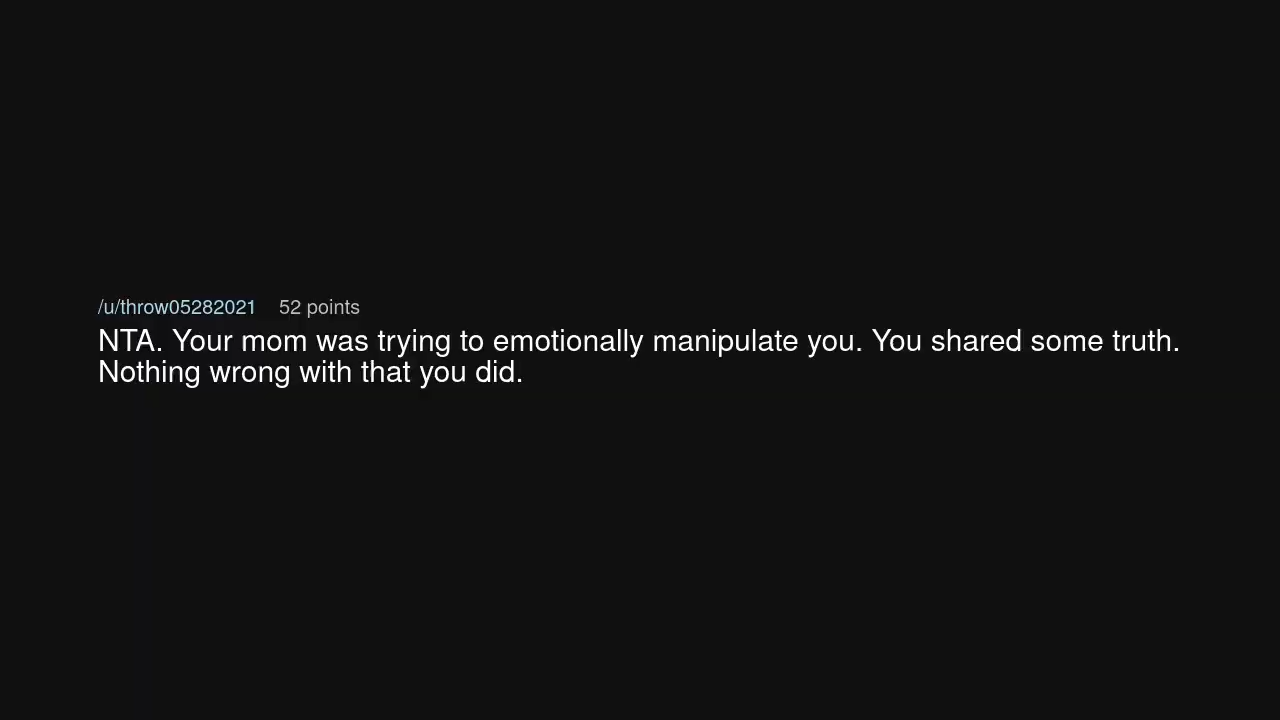 /u/throw05282021 52 points
NTA. Your mom was trying to emotionally manipulate you. You shared some truth.
Nothing wrong with that you did.